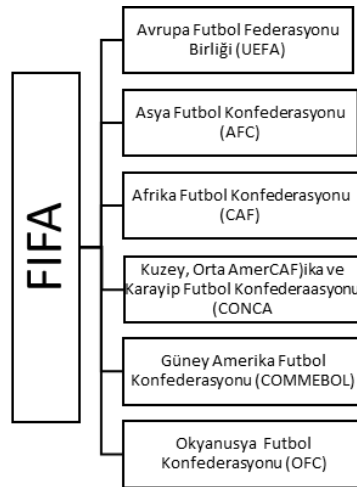 FIFA
Avrupa Futbol Federasyonu
Birliği (UEFA)
Asya Futbol Konfederasyonu
(AFC)
Afrika Futbol Konfederasyonu
(CAF)
Kuzey, Orta AmerCAF)ika ve
Karayip Futbol Konfederaasyonu
(CONCA
Güney Amerika Futbol
Konfederasyonu (COMMEBOL)
Okyanusya Futbol
Konfederasyonu (OFC)